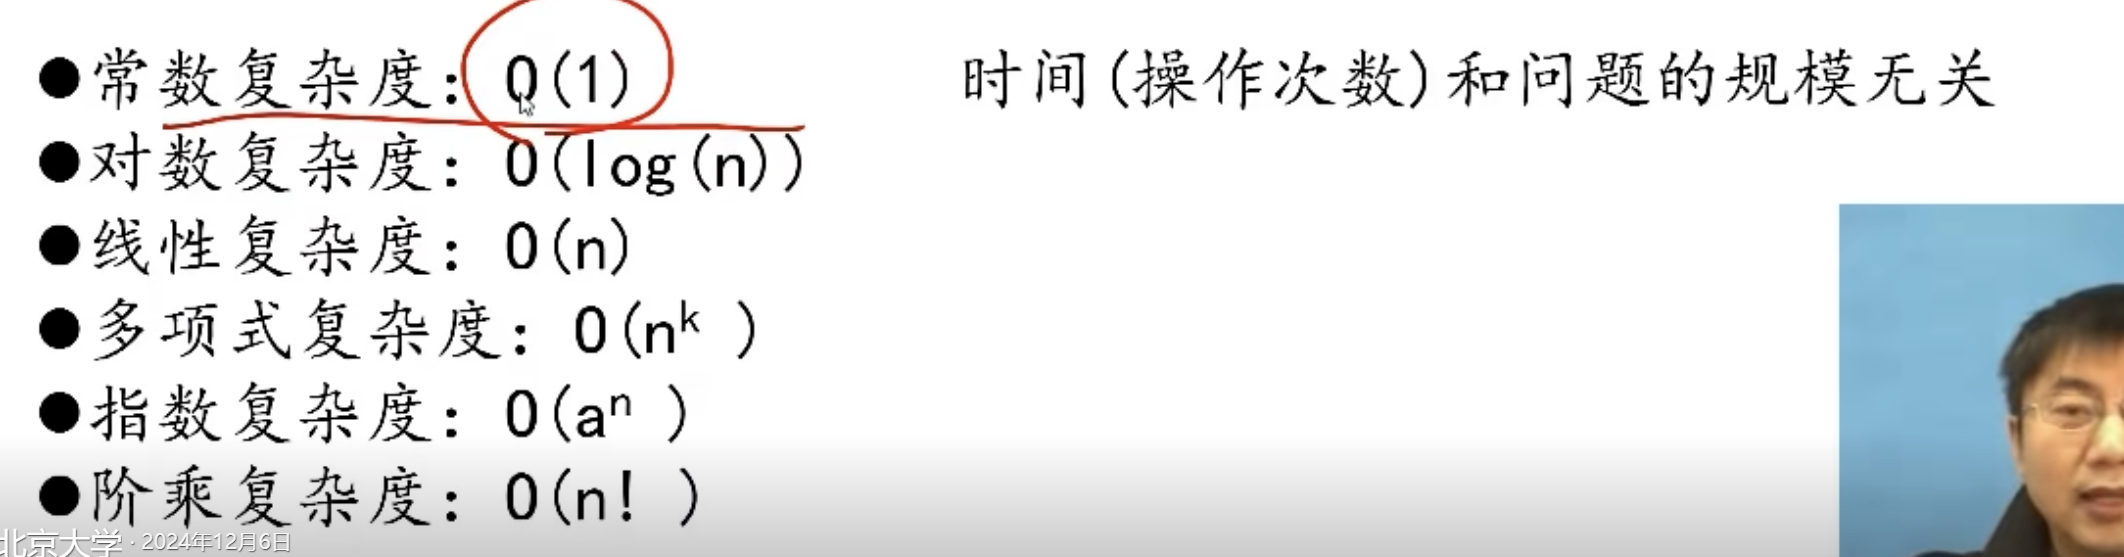 ●常数复杂度：O(1) 时间(操作次数)和问题的规模无关
●对数复杂度：O(log(n))
●线性复杂度：O(n)
●多项式复杂度：O(nᵏ )
●指数复杂度：O(aⁿ )
●阶乘复杂度：O(n! )
北京大学 · 2024年12月6日